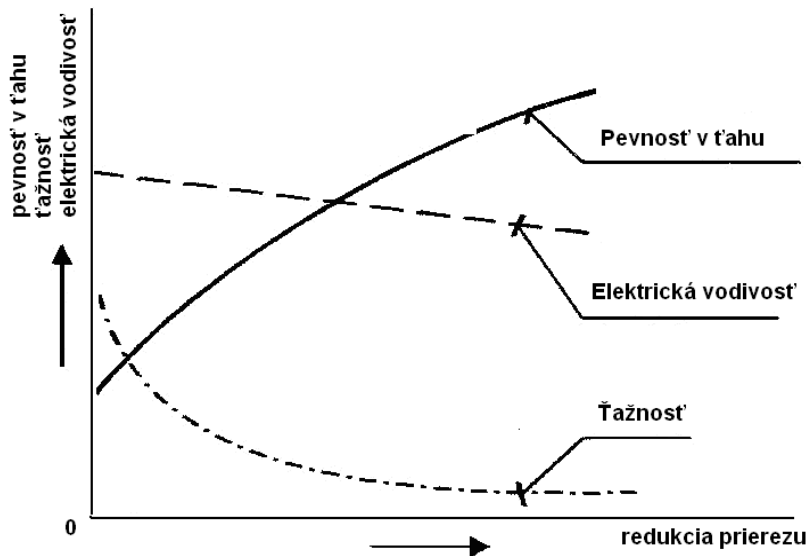 pevnosť v ťahu
ťažnosť
elektrická vodivosť
Pevnosť v ťahu
Elektrická vodivosť
Ťažnosť
0
redukcia prierezu